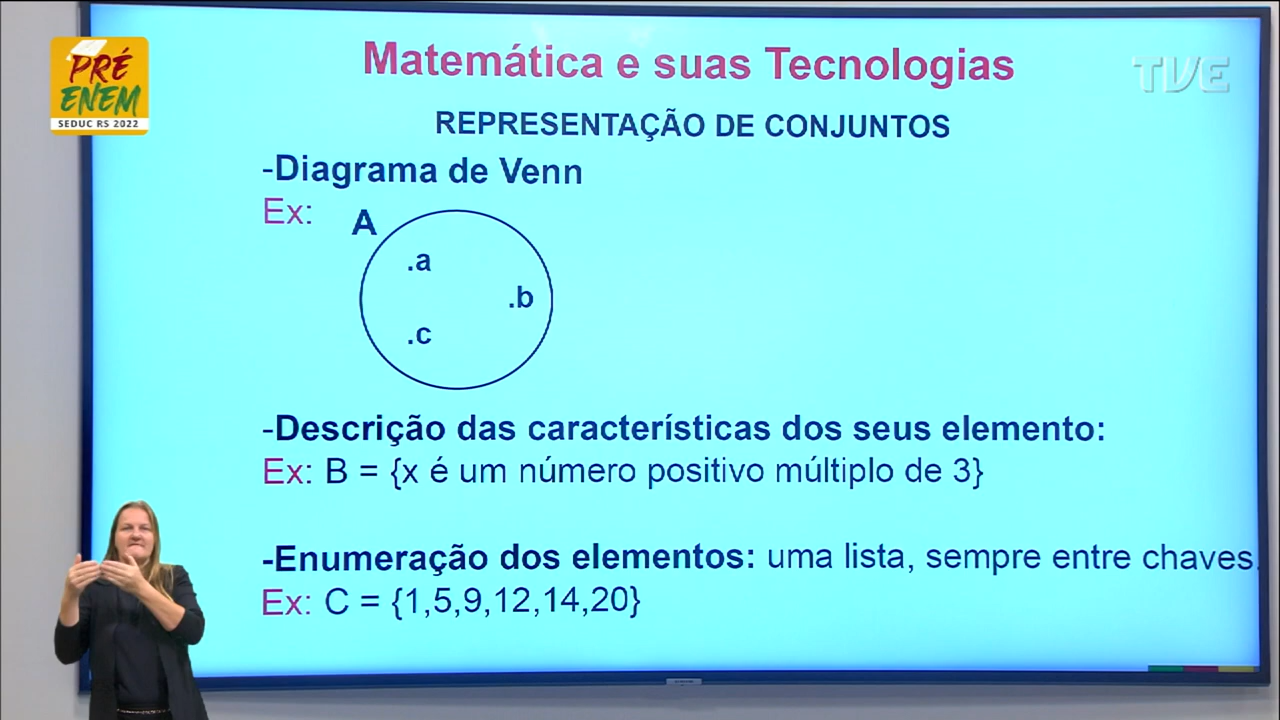 PRÉ
ENEM
SEDUC RS 2022
Matemática e suas Tecnologias
TVE
REPRESENTAÇÃO DE CONJUNTOS
-Diagrama de Venn
Ex:
A
.a
.b
.c
-Descrição das características dos seus elemento:
Ex: B = {x é um número positivo múltiplo de 3}
-Enumeração dos elementos: uma lista, sempre entre chaves.
Ex: C = {1,5,9,12,14,20}